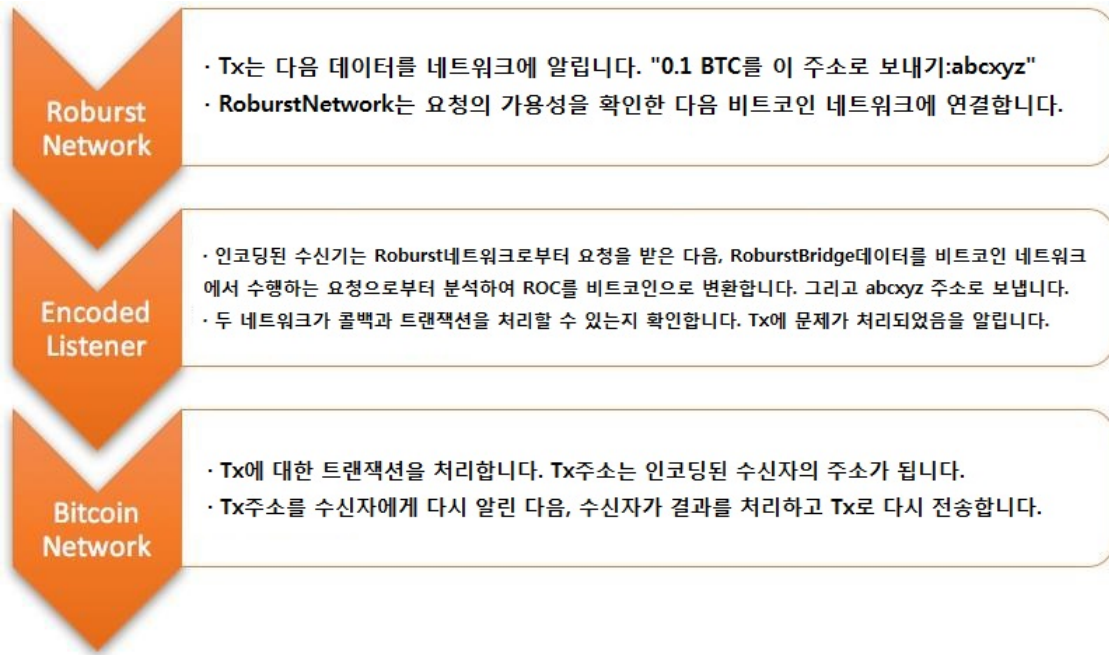 Roburst
Network
· Tx는 다음 데이터를 네트워크에 알립니다. "0.1 BTC를 이 주소로 보내기:abcxyz"
· RoburstNetwork는 요청의 가용성을 확인한 다음 비트코인 네트워크에 연결합니다.
Encoded
Listener
· 인코딩된 수신기는 Roburst네트워크로부터 요청을 받은 다음, RoburstBridge데이터를 비트코인 네트워크
에서 수행하는 요청으로부터 분석하여 ROC를 비트코인으로 변환합니다. 그리고 abcxyz 주소로 보냅니다.
· 두 네트워크가 콜백과 트랜잭션을 처리할 수 있는지 확인합니다. Tx에 문제가 처리되었음을 알립니다.
Bitcoin
Network
· Tx에 대한 트랜잭션을 처리합니다. Tx주소는 인코딩된 수신자의 주소가 됩니다.
· Tx주소를 수신자에게 다시 알린 다음, 수신자가 결과를 처리하고 Tx로 다시 전송합니다.